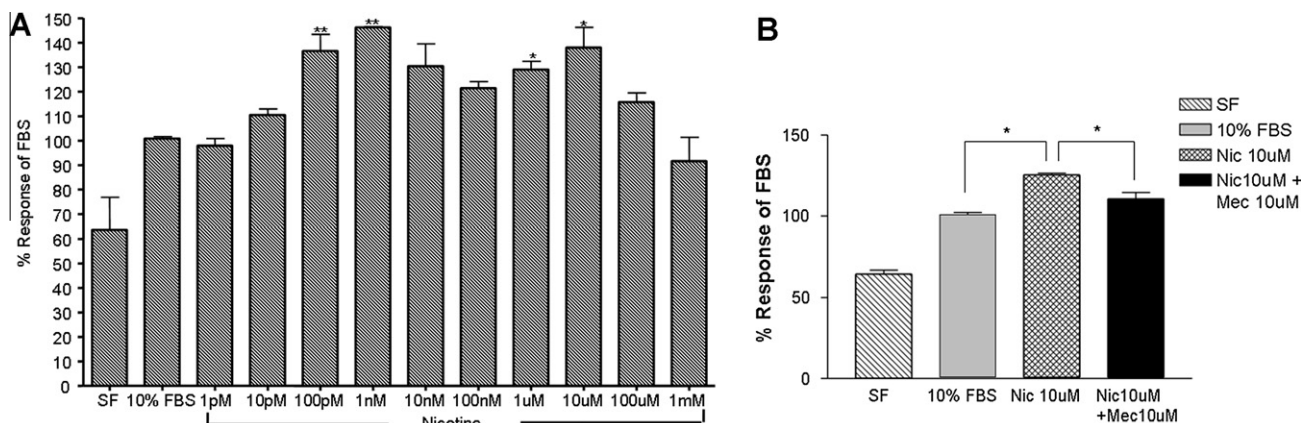 A
% Response of FBS
150
140
130
120
110
100
90
80
70
60
50
40
30
20
10
0
** ** * *
SF 10% FBS 1pM 10pM 100pM 1nM 10nM 100nM 1uM 10uM 100uM 1mM
Nicotine
B
% Response of FBS
150
100
50
0
* *
SF 10% FBS Nic 10uM Nic10uM
+Mec10uM
SF
10% FBS
Nic 10uM
Nic10uM +
Mec 10uM